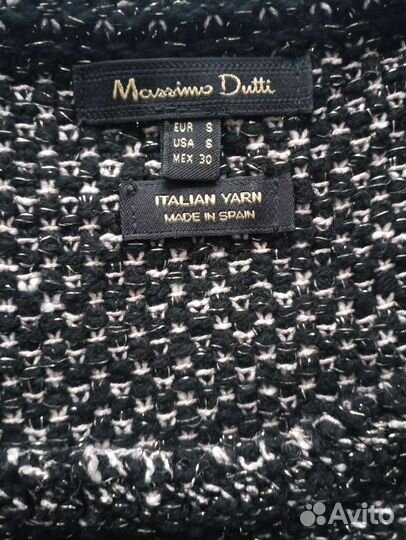 Massimo Dutti
EUR S
USA S
MEX 30
ITALIAN YARN
MADE IN SPAIN
Avito